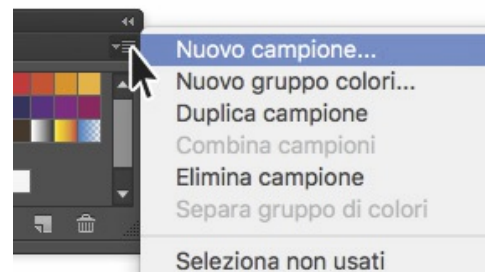 Nuovo campione...
Nuovo gruppo colori...
Duplica campione
Combina campioni
Elimina campione
Separa gruppo di colori
Seleziona non usati